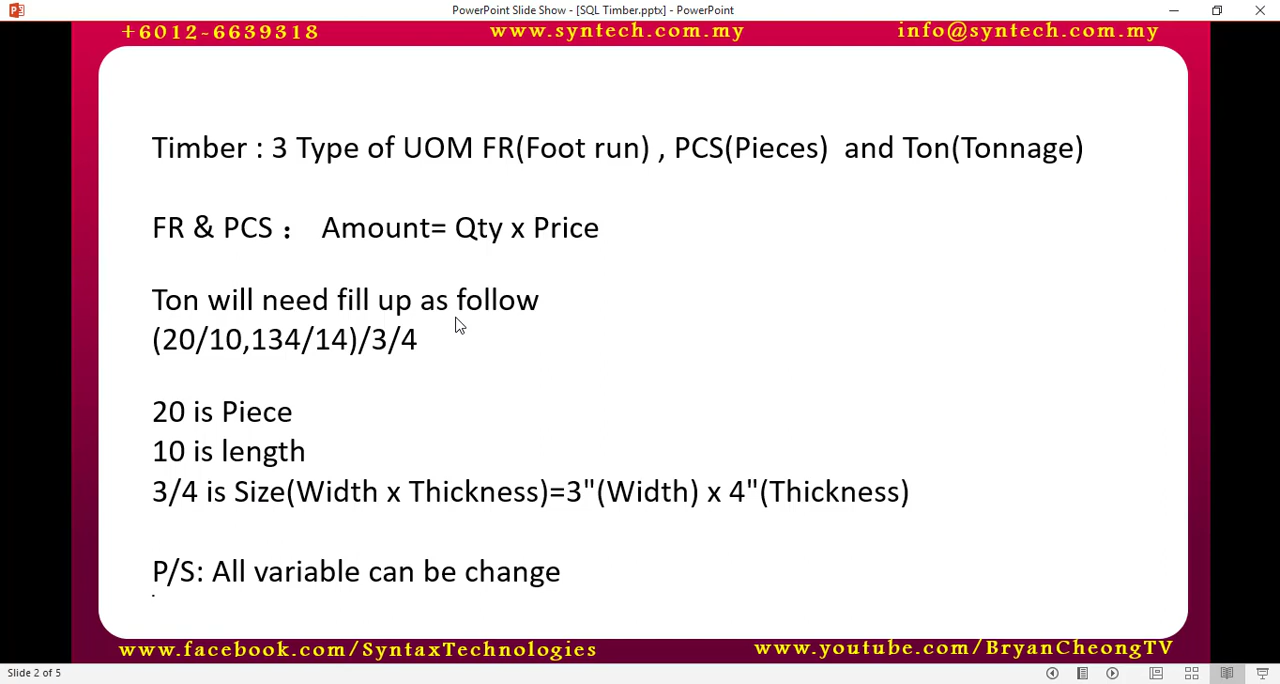 PowerPoint Slide Show - [SQL Timber.pptx] - PowerPoint
+6012-6639318 www.syntech.com.my info@syntech.com.my
Timber : 3 Type of UOM FR(Foot run) , PCS(Pieces) and Ton(Tonnage)
FR & PCS： Amount= Qty x Price
Ton will need fill up as follow
(20/10,134/14)/3/4
20 is Piece
10 is length
3/4 is Size(Width x Thickness)=3"(Width) x 4"(Thickness)
P/S: All variable can be change
.
www.facebook.com/SyntaxTechnologies www.youtube.com/BryanCheongTV
Slide 2 of 5